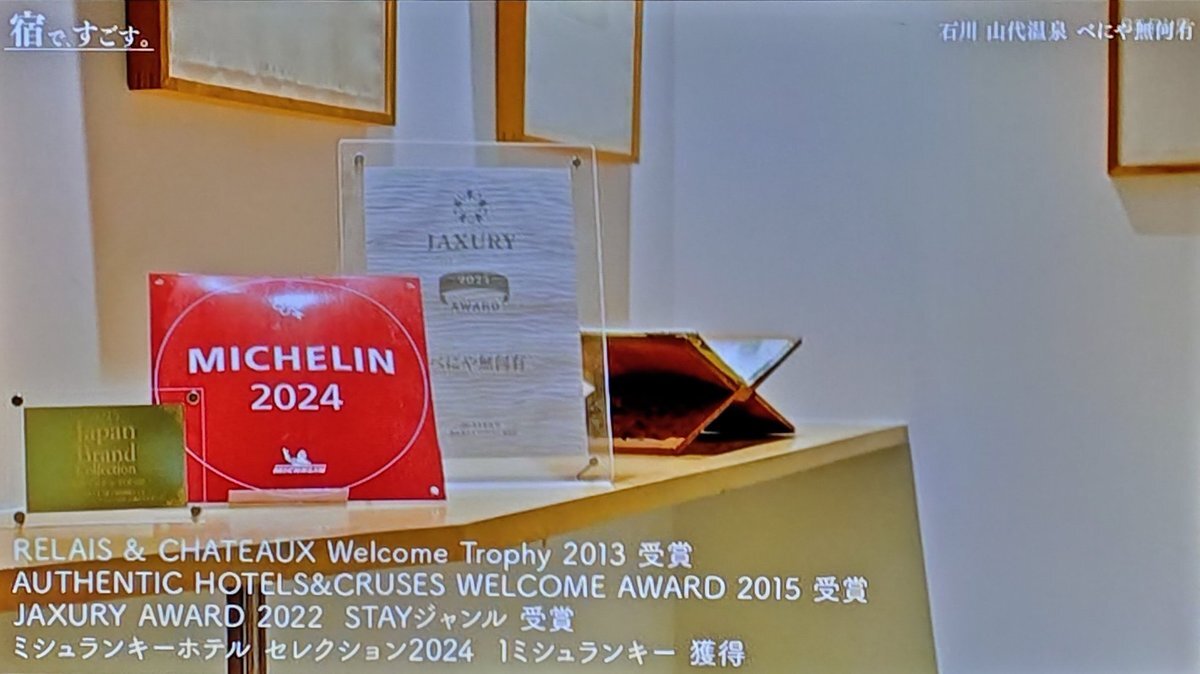 宿で、すごす。
石川 山代温泉 べにや無何有
JAXURY
AWARD
べにや無何有
MICHELIN
2024
MICHELIN
Japan
Brand
Collection
RELAIS & CHATEAUX Welcome Trophy 2013 受賞
AUTHENTIC HOTELS&CRUSES WELCOME AWARD 2015 受賞
JAXURY AWARD 2022 STAYジャンル 受賞
ミシュランキーホテル セレクション2024 1ミシュランキー 獲得